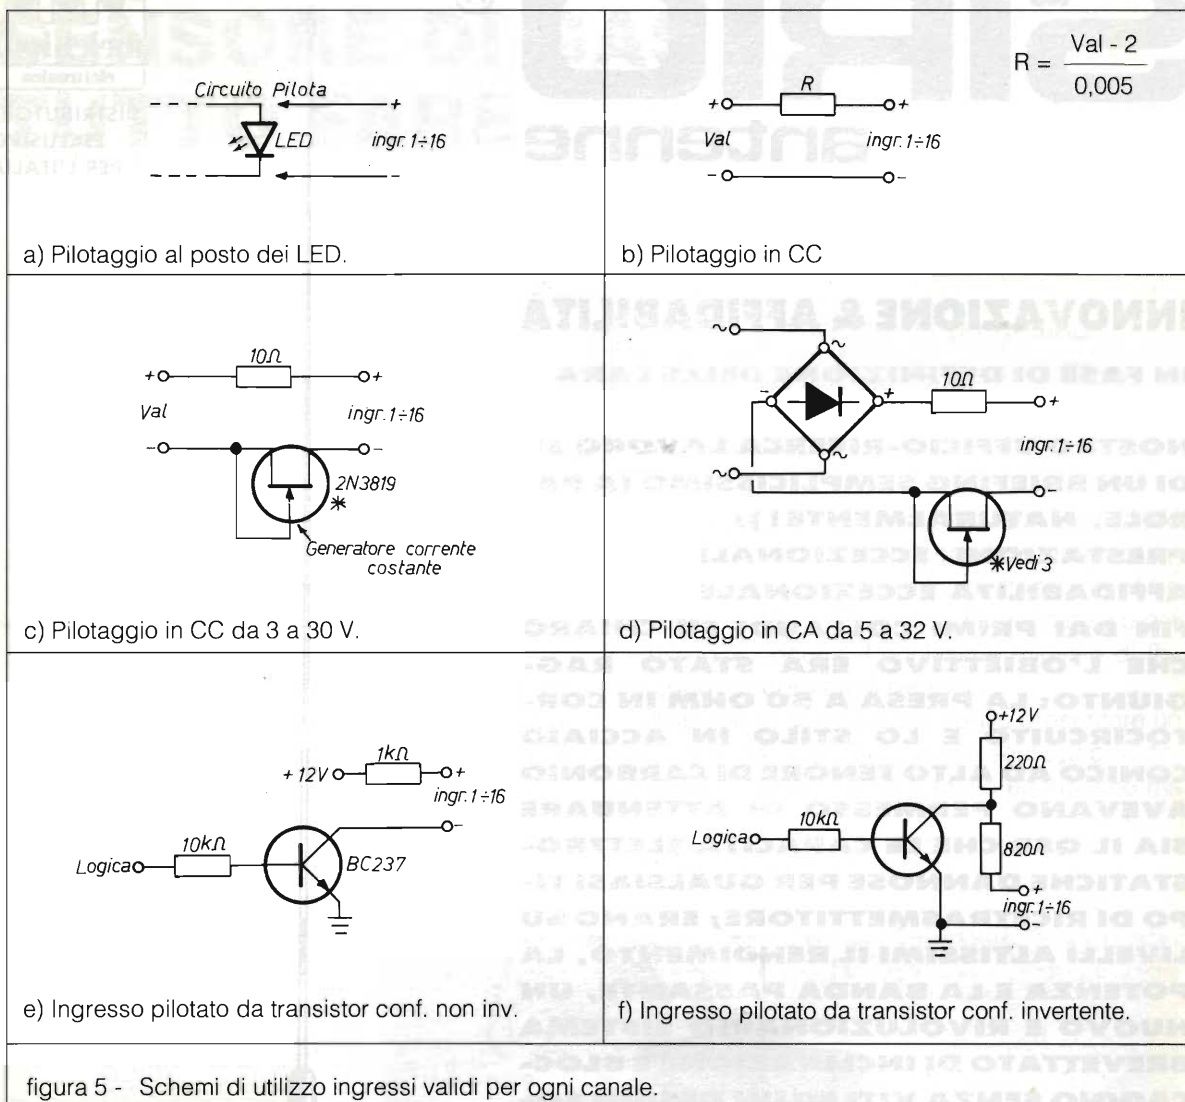 Circuito Pilota
+
LED
ingr. 1÷16
–
a) Pilotaggio al posto dei LED.
R = Val - 2 / 0,005
R
+ +
Val
ingr. 1÷16
– –
b) Pilotaggio in CC
10Ω
+ +
Val
ingr. 1÷16
– –
2N3819
*
Generatore corrente
costante
c) Pilotaggio in CC da 3 a 30 V.
~ ~
– + 10Ω +
ingr. 1÷16
~ ~
–
*Vedi 3
d) Pilotaggio in CA da 5 a 32 V.
1kΩ
+12V +
ingr. 1÷16
–
10kΩ
Logica
BC237
e) Ingresso pilotato da transistor conf. non inv.
+12V
220Ω
10kΩ
Logica
820Ω
+
ingr. 1÷16
–
f) Ingresso pilotato da transistor conf. invertente.
figura 5 - Schemi di utilizzo ingressi validi per ogni canale.